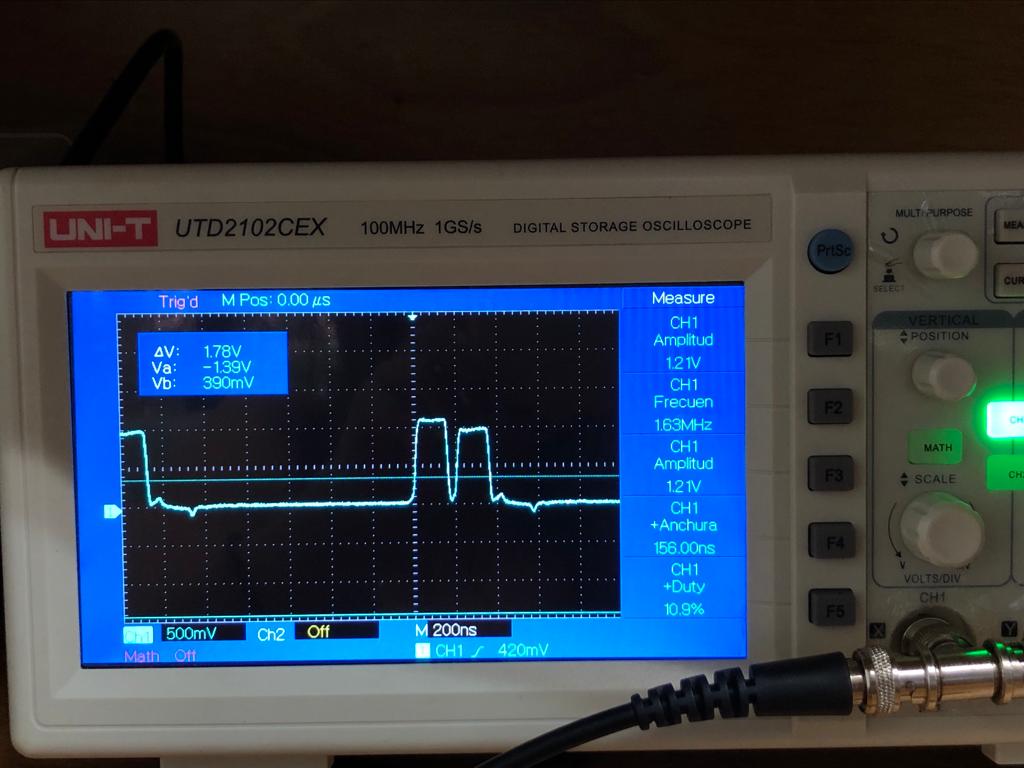 UNI-T UTD2102CEX 100MHz 1GS/s DIGITAL STORAGE OSCILLOSCOPE
Trig'd M Pos: 0.00 µs
ΔV: 1.78V
Va: -1.39V
Vb: 390mV
Measure
CH1
Amplitud
1.21V
CH1
Frecuen
1.63MHz
CH1
Amplitud
1.21V
CH1
+Anchura
156.00ns
CH1
+Duty
10.9%
Ch1 500mV Ch2 Off M 200ns
Math Off
1 CH1 420mV
PrtSc
F1
F2
F3
F4
F5
MULTI-PURPOSE
SELECT
VERTICAL
POSITION
MATH
SCALE
VOLTS/DIV
CH1
X
Y